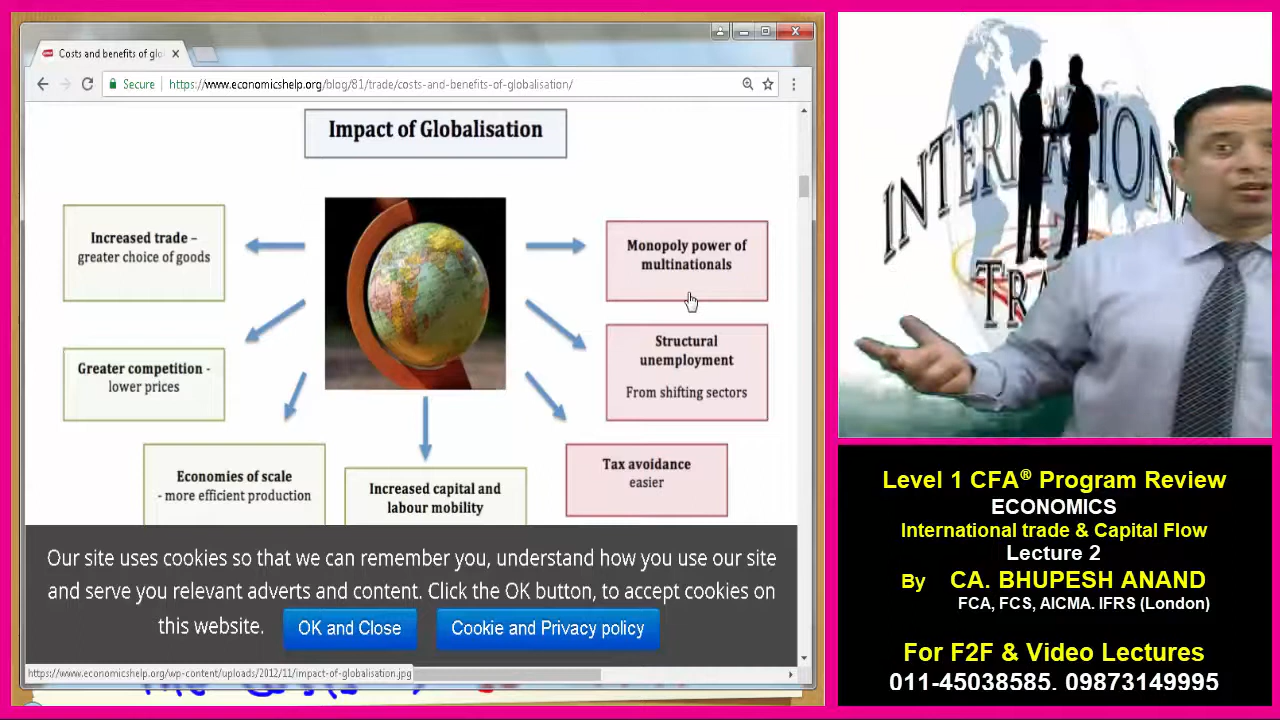 Costs and benefits of glo
Secure
https://www.economicshelp.org/blog/81/trade/costs-and-benefits-of-globalisation/
Impact of Globalisation
Increased trade –
greater choice of goods
Greater competition -
lower prices
Economies of scale
- more efficient production
Increased capital and
labour mobility
Monopoly power of
multinationals
Structural
unemployment
From shifting sectors
Tax avoidance
easier
Our site uses cookies so that we can remember you, understand how you use our site
and serve you relevant adverts and content. Click the OK button, to accept cookies on
this website.
OK and Close
Cookie and Privacy policy
https://www.economicshelp.org/wp-content/uploads/2012/11/impact-of-globalisation.jpg
INTERNATIONAL
Level 1 CFA® Program Review
ECONOMICS
International trade & Capital Flow
Lecture 2
By CA. BHUPESH ANAND
FCA, FCS, AICMA. IFRS (London)
For F2F & Video Lectures
011-45038585. 09873149995